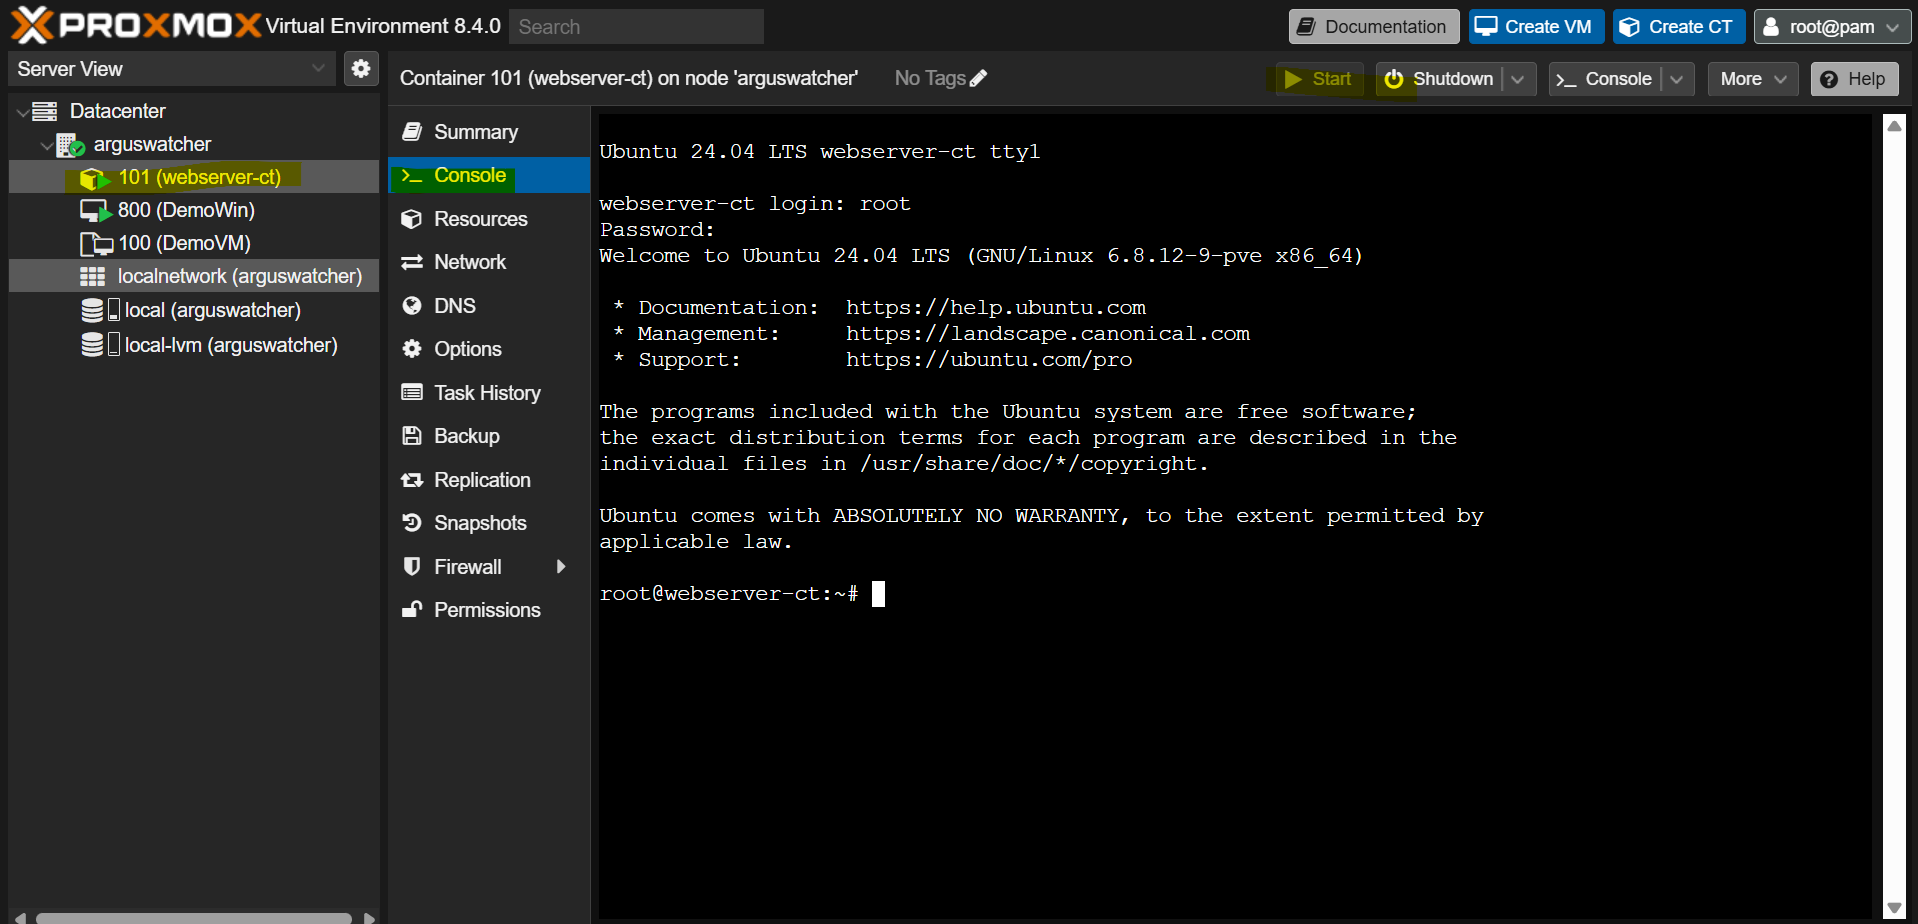 PROXMOX Virtual Environment 8.4.0 Search Documentation Create VM Create CT root@pam
Server View
Container 101 (webserver-ct) on node 'arguswatcher' No Tags Start Shutdown >_ Console More Help
Datacenter
arguswatcher
101 (webserver-ct)
800 (DemoWin)
100 (DemoVM)
localnetwork (arguswatcher)
local (arguswatcher)
local-lvm (arguswatcher)
Summary
>_ Console
Resources
Network
DNS
Options
Task History
Backup
Replication
Snapshots
Firewall
Permissions
Ubuntu 24.04 LTS webserver-ct tty1
webserver-ct login: root
Password:
Welcome to Ubuntu 24.04 LTS (GNU/Linux 6.8.12-9-pve x86_64)
* Documentation:  https://help.ubuntu.com
* Management:     https://landscape.canonical.com
* Support:        https://ubuntu.com/pro
The programs included with the Ubuntu system are free software;
the exact distribution terms for each program are described in the
individual files in /usr/share/doc/*/copyright.
Ubuntu comes with ABSOLUTELY NO WARRANTY, to the extent permitted by
applicable law.
root@webserver-ct:~#